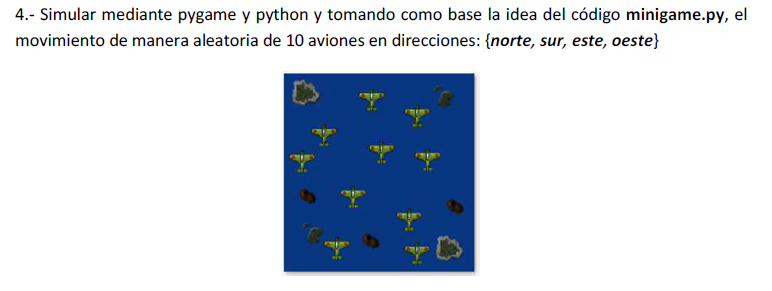 4.- Simular mediante pygame y python y tomando como base la idea del código minigame.py, el
movimiento de manera aleatoria de 10 aviones en direcciones: {norte, sur, este, oeste}